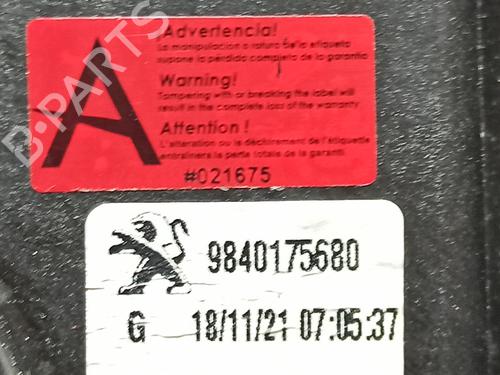 B-PARTS
A
¡Advertencia!
La manipulación o rotura de la etiqueta
supone la pérdida completa de la garantía
Warning!
Tampering with or breaking the label will
result in the complete loss of the warranty
Attention !
L'altération ou le déchirement de l'étiquette
entraînera la perte totale de la garanti
#021675
9840175680
G 18/11/21 07:05:37